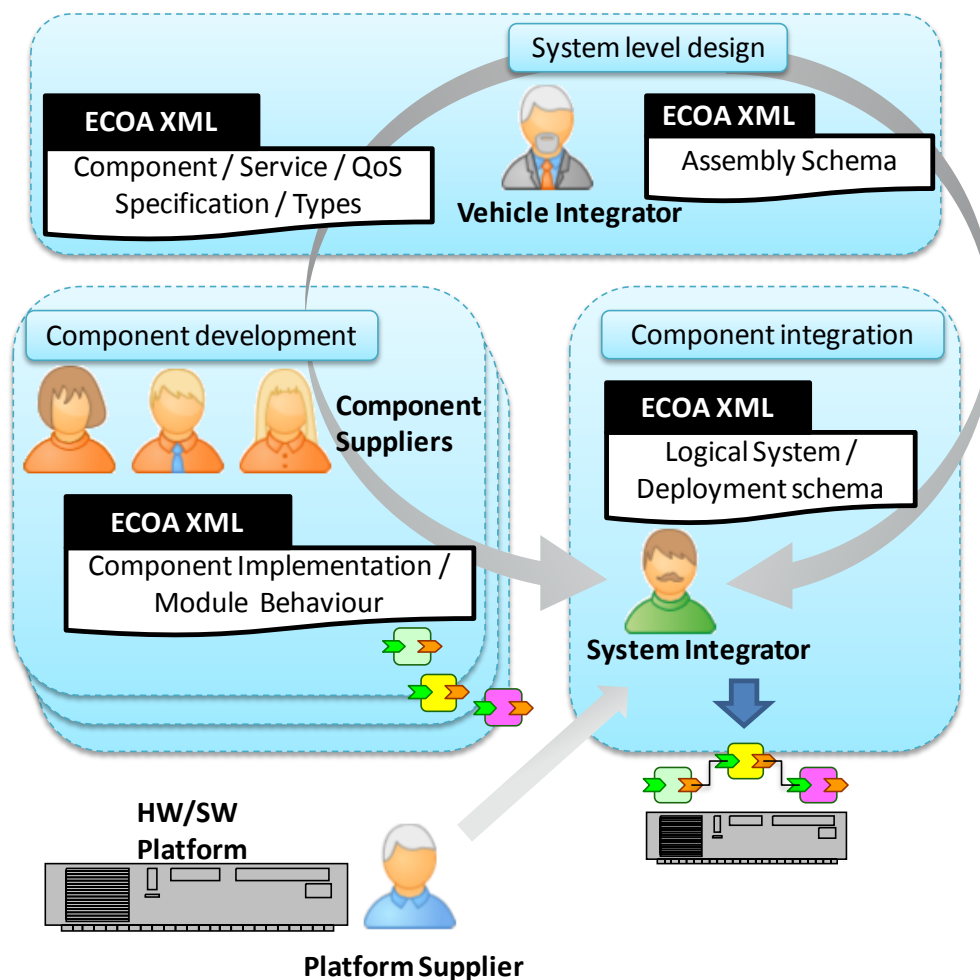 System level design
ECOA XML
Component / Service / QoS
Specification / Types
Vehicle Integrator
ECOA XML
Assembly Schema
Component development
Component
Suppliers
ECOA XML
Component Implementation /
Module Behaviour
Component integration
ECOA XML
Logical System /
Deployment schema
System Integrator
HW/SW
Platform
Platform Supplier